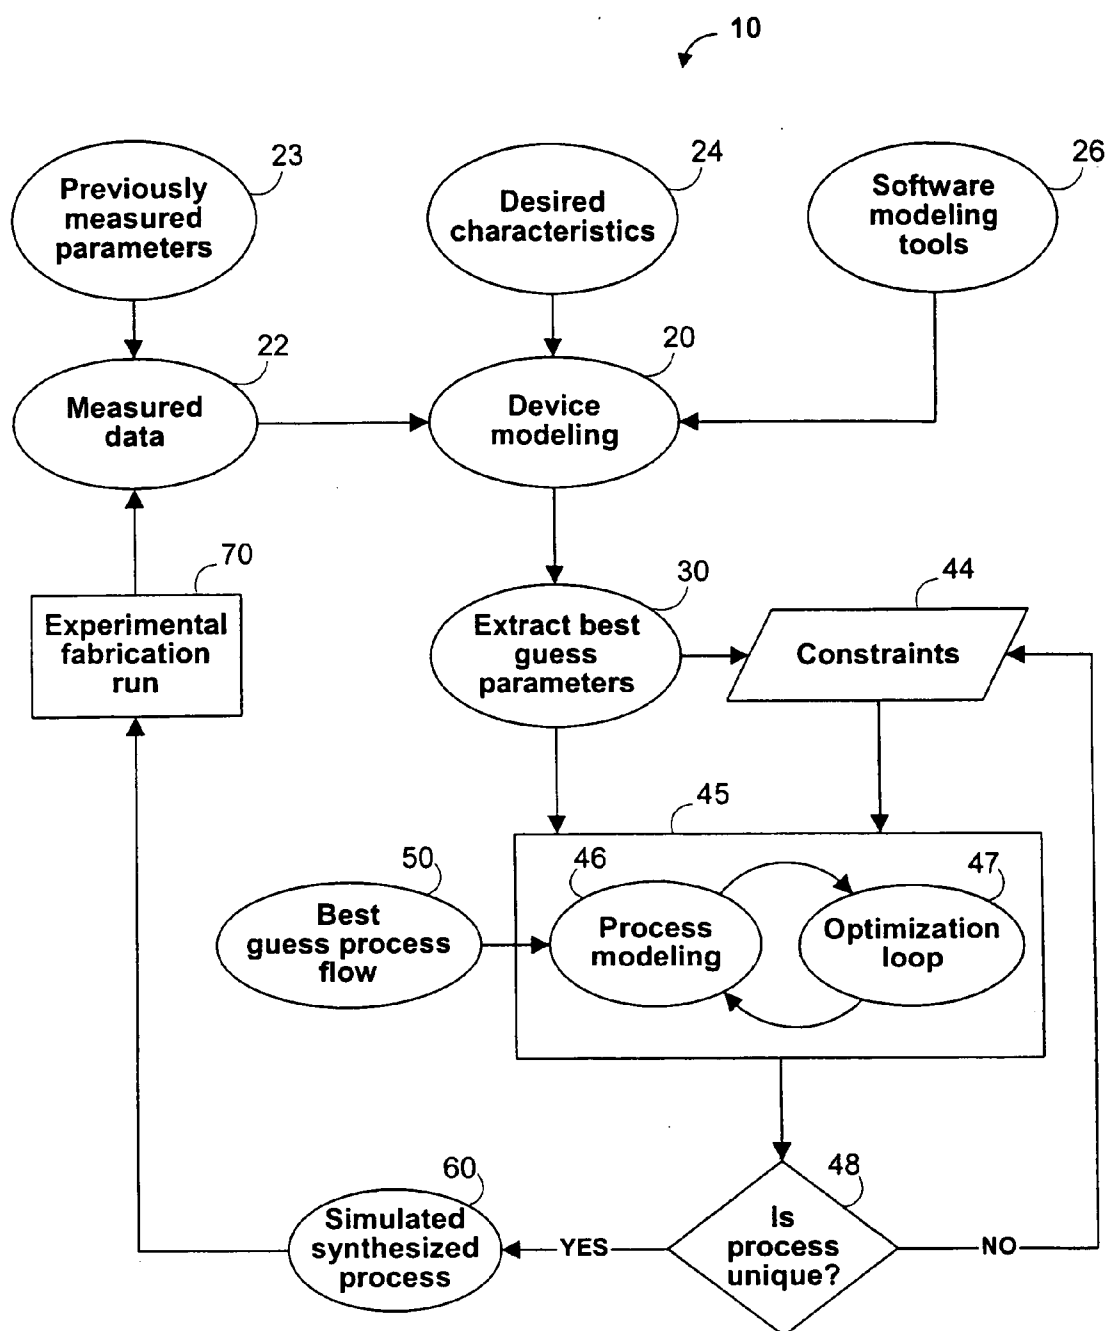 10
23
24
26
Previously
measured
parameters
Desired
characteristics
Software
modeling
tools
22
20
Measured
data
Device
modeling
70
30
44
Experimental
fabrication
run
Extract best
guess
parameters
Constraints
45
50
46
47
Best
guess process
flow
Process
modeling
Optimization
loop
60
48
Simulated
synthesized
process
YES
Is
process
unique?
NO